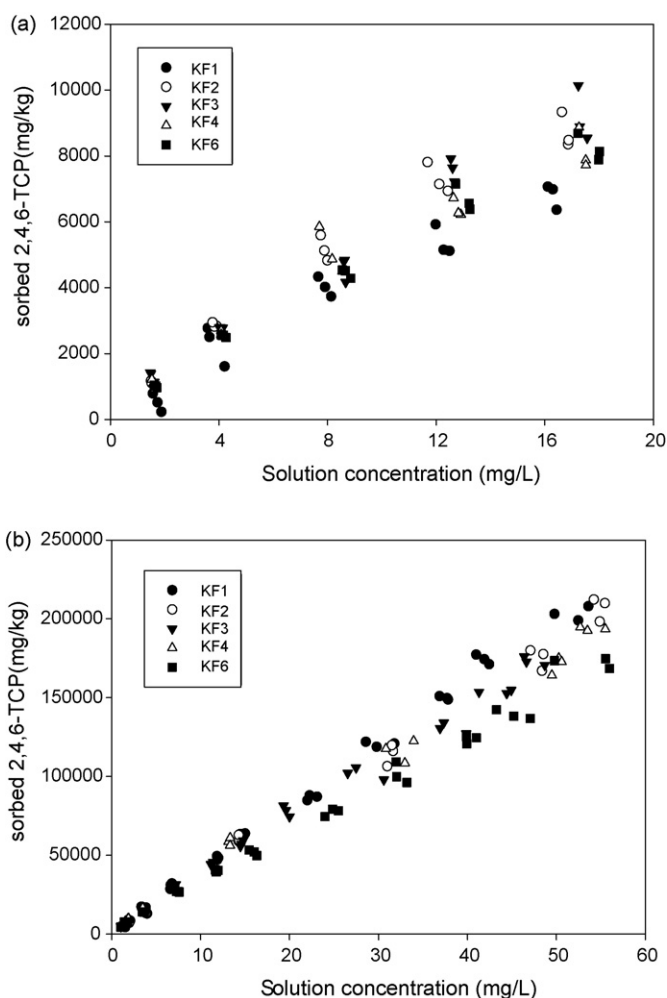 (a)
12000
10000
8000
6000
4000
2000
0
sorbed 2,4,6-TCP(mg/kg)
KF1
KF2
KF3
KF4
KF6
0 4 8 12 16 20
Solution concentration (mg/L)
(b)
250000
200000
150000
100000
50000
0
sorbed 2,4,6-TCP(mg/kg)
KF1
KF2
KF3
KF4
KF6
0 10 20 30 40 50 60
Solution concentration (mg/L)